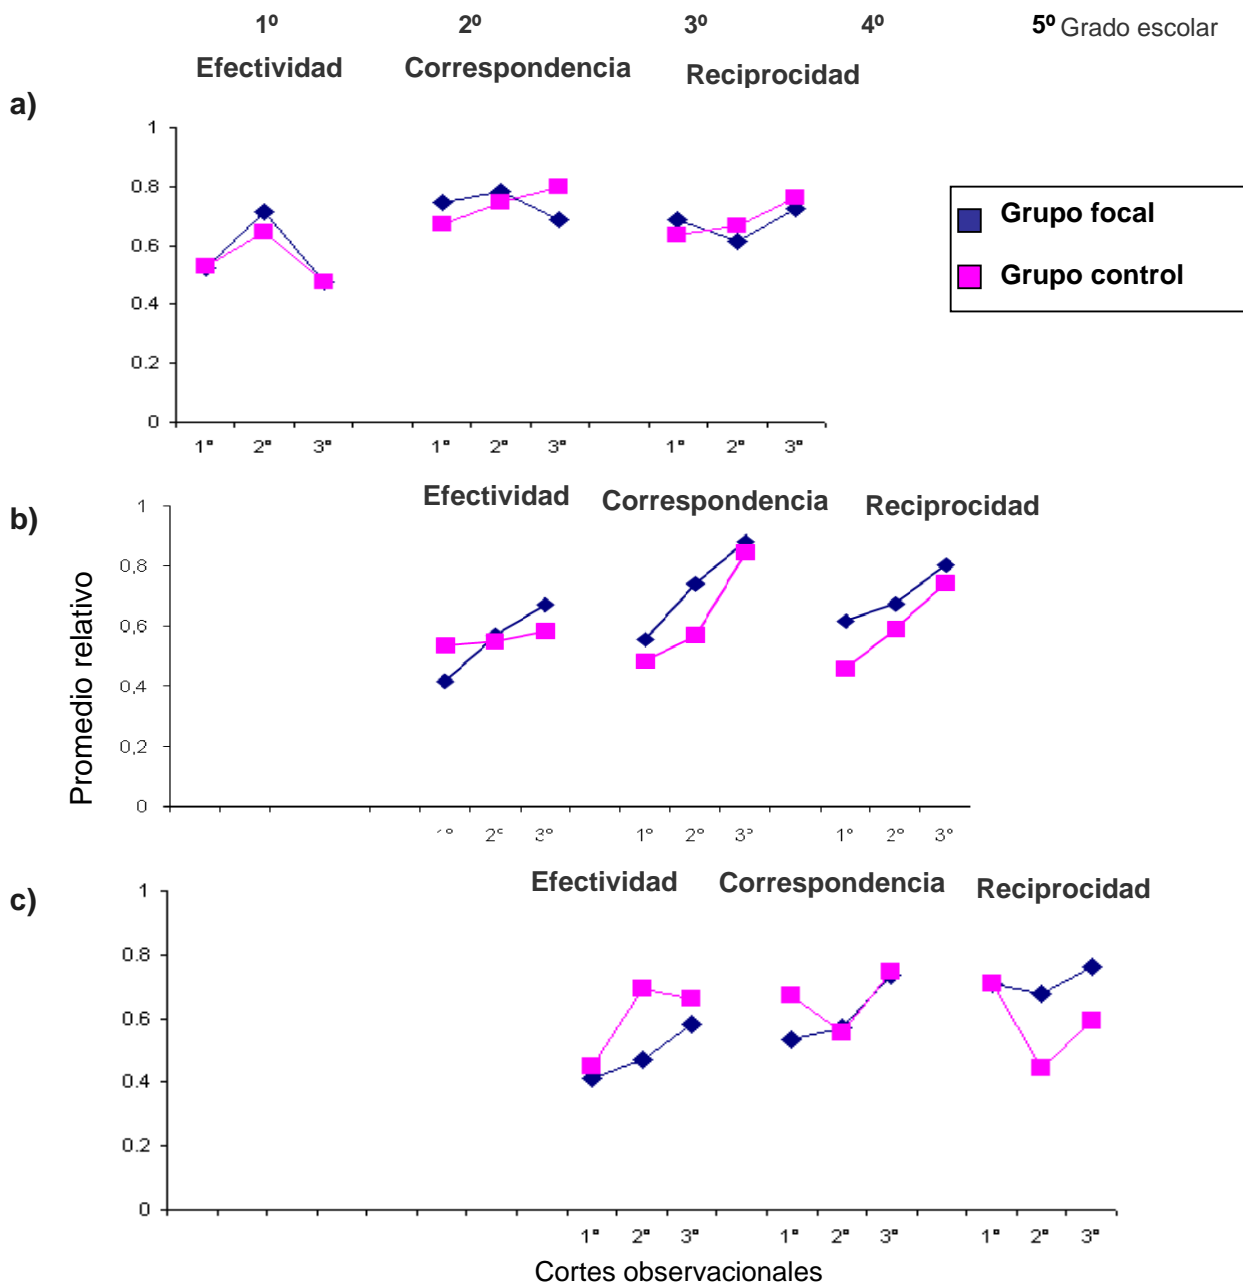 1º 2º 3º 4º 5º Grado escolar
Efectividad Correspondencia Reciprocidad
a)
1
0.8
0.6
0.4
0.2
0
1º 2º 3º 1º 2º 3º 1º 2º 3º
Grupo focal
Grupo control
Efectividad Correspondencia Reciprocidad
b)
1
0,8
0,6
0,4
0,2
0
2º 3º 1º 2º 3º 1º 2º 3º
Promedio relativo
Efectividad Correspondencia Reciprocidad
c)
1
0.8
0.6
0.4
0.2
0
1º 2º 3º 1º 2º 3º 1º 2º 3º
Cortes observacionales